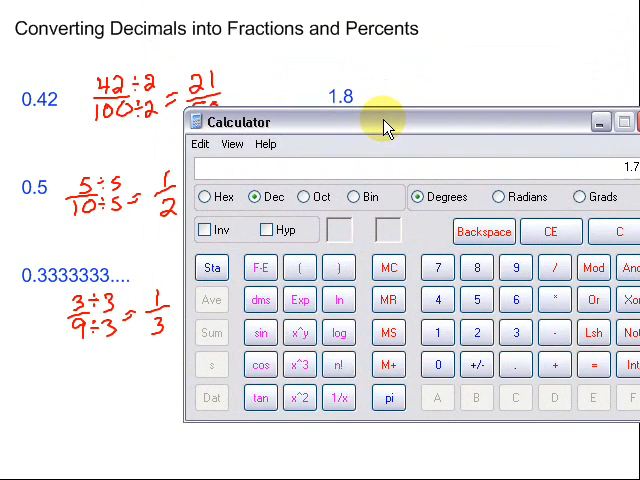 Converting Decimals into Fractions and Percents
0.42 42÷2 / 100÷2 = 21 / 1.8
Calculator
Edit View Help
1.7
0.5 5÷5 / 10÷5 = 1 / 2
Hex Dec Oct Bin Degrees Radians Grads
Inv Hyp Backspace CE C
0.3333333....
3÷3 / 9÷3 = 1 / 3
Sta F-E ( ) MC 7 8 9 / Mod And
Ave dms Exp ln MR 4 5 6 * Or Xor
Sum sin x^y log MS 1 2 3 - Lsh Not
s cos x^3 n! M+ 0 +/- . + = Int
Dat tan x^2 1/x pi A B C D E F